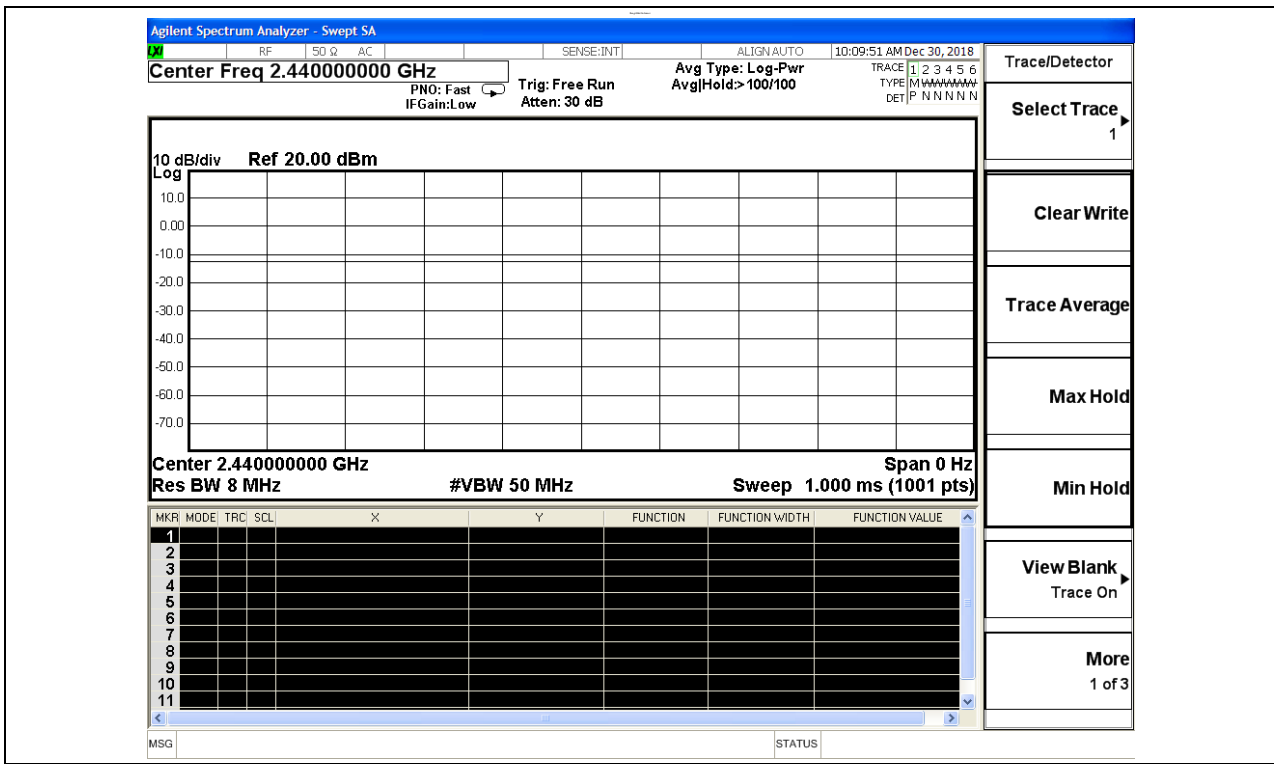 Agilent Spectrum Analyzer - Swept SA
LXI RF 50 Ω AC SENSE:INT ALIGN AUTO 10:09:51 AM Dec 30, 2018
Center Freq 2.440000000 GHz
PNO: Fast
IFGain:Low
Trig: Free Run
Atten: 30 dB
Avg Type: Log-Pwr
Avg|Hold:>100/100
TRACE 1 2 3 4 5 6
TYPE M WWWWW
DET P N N N N N
10 dB/div Ref 20.00 dBm
Log
10.0
0.00
-10.0
-20.0
-30.0
-40.0
-50.0
-60.0
-70.0
Center 2.440000000 GHz Span 0 Hz
Res BW 8 MHz #VBW 50 MHz Sweep 1.000 ms (1001 pts)
MKR MODE TRC SCL X Y FUNCTION FUNCTION WIDTH FUNCTION VALUE
1
2
3
4
5
6
7
8
9
10
11
MSG STATUS
Trace/Detector
Select Trace
1
Clear Write
Trace Average
Max Hold
Min Hold
View Blank
Trace On
More
1 of 3